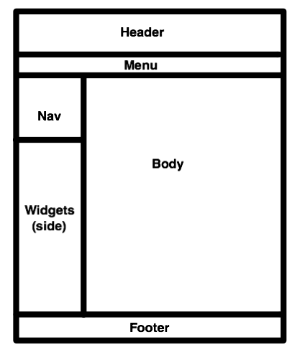 Header
Menu
Nav
Body
Widgets
(side)
Footer